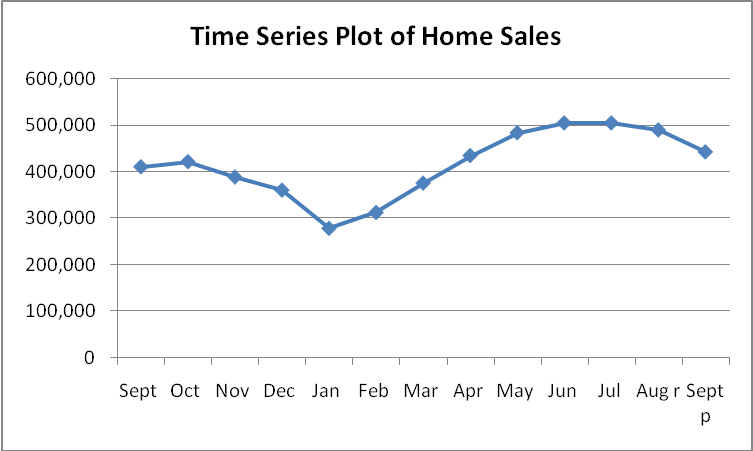 Time Series Plot of Home Sales
600,000
500,000
400,000
300,000
200,000
100,000
0
Sept Oct Nov Dec Jan Feb Mar Apr May Jun Jul Aug r Sept
p